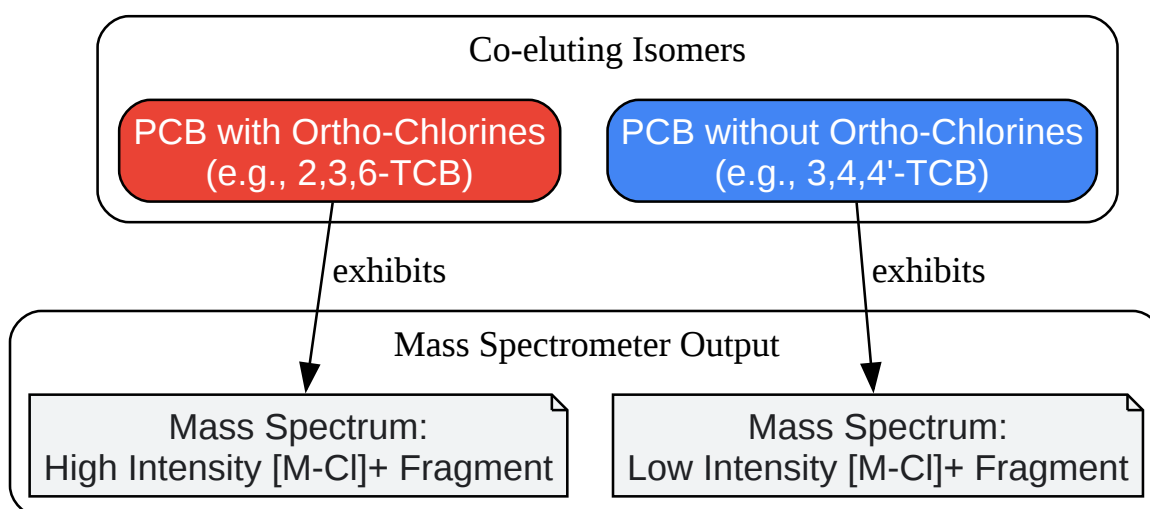 Co-eluting Isomers
PCB with Ortho-Chlorines
(e.g., 2,3,6-TCB)
PCB without Ortho-Chlorines
(e.g., 3,4,4'-TCB)
exhibits
exhibits
Mass Spectrometer Output
Mass Spectrum:
High Intensity [M-Cl]+ Fragment
Mass Spectrum:
Low Intensity [M-Cl]+ Fragment